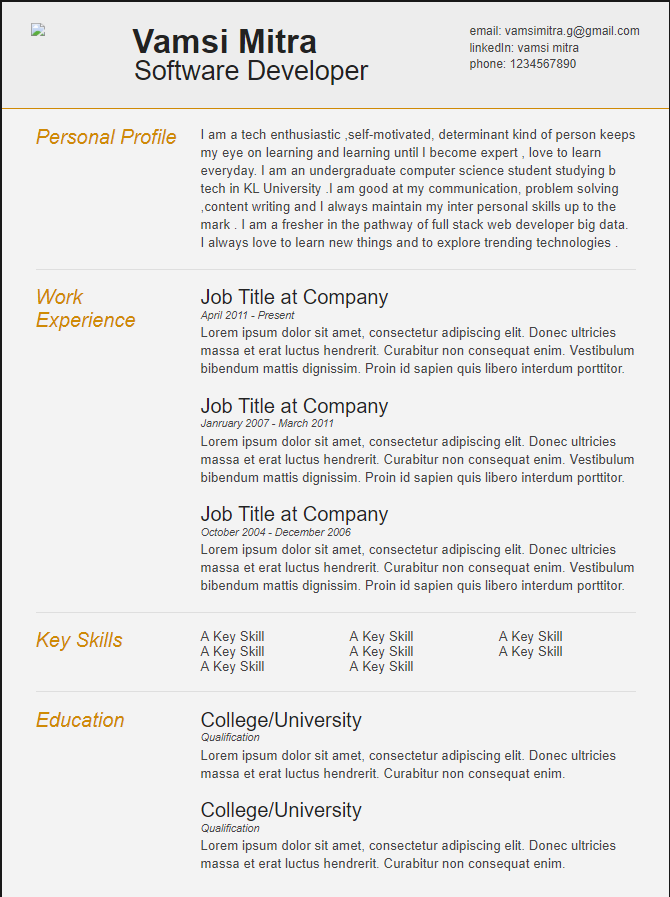 Vamsi Mitra
Software Developer
email: vamsimitra.g@gmail.com
linkedIn: vamsi mitra
phone: 1234567890
Personal Profile
I am a tech enthusiastic ,self-motivated, determinant kind of person keeps
my eye on learning and learning until I become expert , love to learn
everyday. I am an undergraduate computer science student studying b
tech in KL University .I am good at my communication, problem solving
,content writing and I always maintain my inter personal skills up to the
mark . I am a fresher in the pathway of full stack web developer big data.
I always love to learn new things and to explore trending technologies .
Work
Experience
Job Title at Company
April 2011 - Present
Lorem ipsum dolor sit amet, consectetur adipiscing elit. Donec ultricies
massa et erat luctus hendrerit. Curabitur non consequat enim. Vestibulum
bibendum mattis dignissim. Proin id sapien quis libero interdum porttitor.
Job Title at Company
Janruary 2007 - March 2011
Lorem ipsum dolor sit amet, consectetur adipiscing elit. Donec ultricies
massa et erat luctus hendrerit. Curabitur non consequat enim. Vestibulum
bibendum mattis dignissim. Proin id sapien quis libero interdum porttitor.
Job Title at Company
October 2004 - December 2006
Lorem ipsum dolor sit amet, consectetur adipiscing elit. Donec ultricies
massa et erat luctus hendrerit. Curabitur non consequat enim. Vestibulum
bibendum mattis dignissim. Proin id sapien quis libero interdum porttitor.
Key Skills
A Key Skill A Key Skill A Key Skill
A Key Skill A Key Skill A Key Skill
A Key Skill A Key Skill
Education
College/University
Qualification
Lorem ipsum dolor sit amet, consectetur adipiscing elit. Donec ultricies
massa et erat luctus hendrerit. Curabitur non consequat enim.
College/University
Qualification
Lorem ipsum dolor sit amet, consectetur adipiscing elit. Donec ultricies
massa et erat luctus hendrerit. Curabitur non consequat enim.